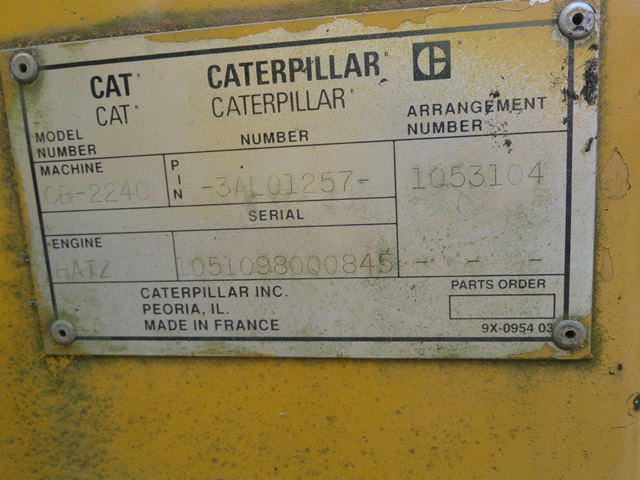 CAT CATERPILLAR C
CAT CATERPILLAR
MODEL NUMBER
NUMBER
ARRANGEMENT NUMBER
MACHINE
CB-224C
PIN
-3AL01257-
1053104
SERIAL
ENGINE
HATZ
1051098000845
- - -
CATERPILLAR INC.
PEORIA, IL.
MADE IN FRANCE
PARTS ORDER
9X-0954 03